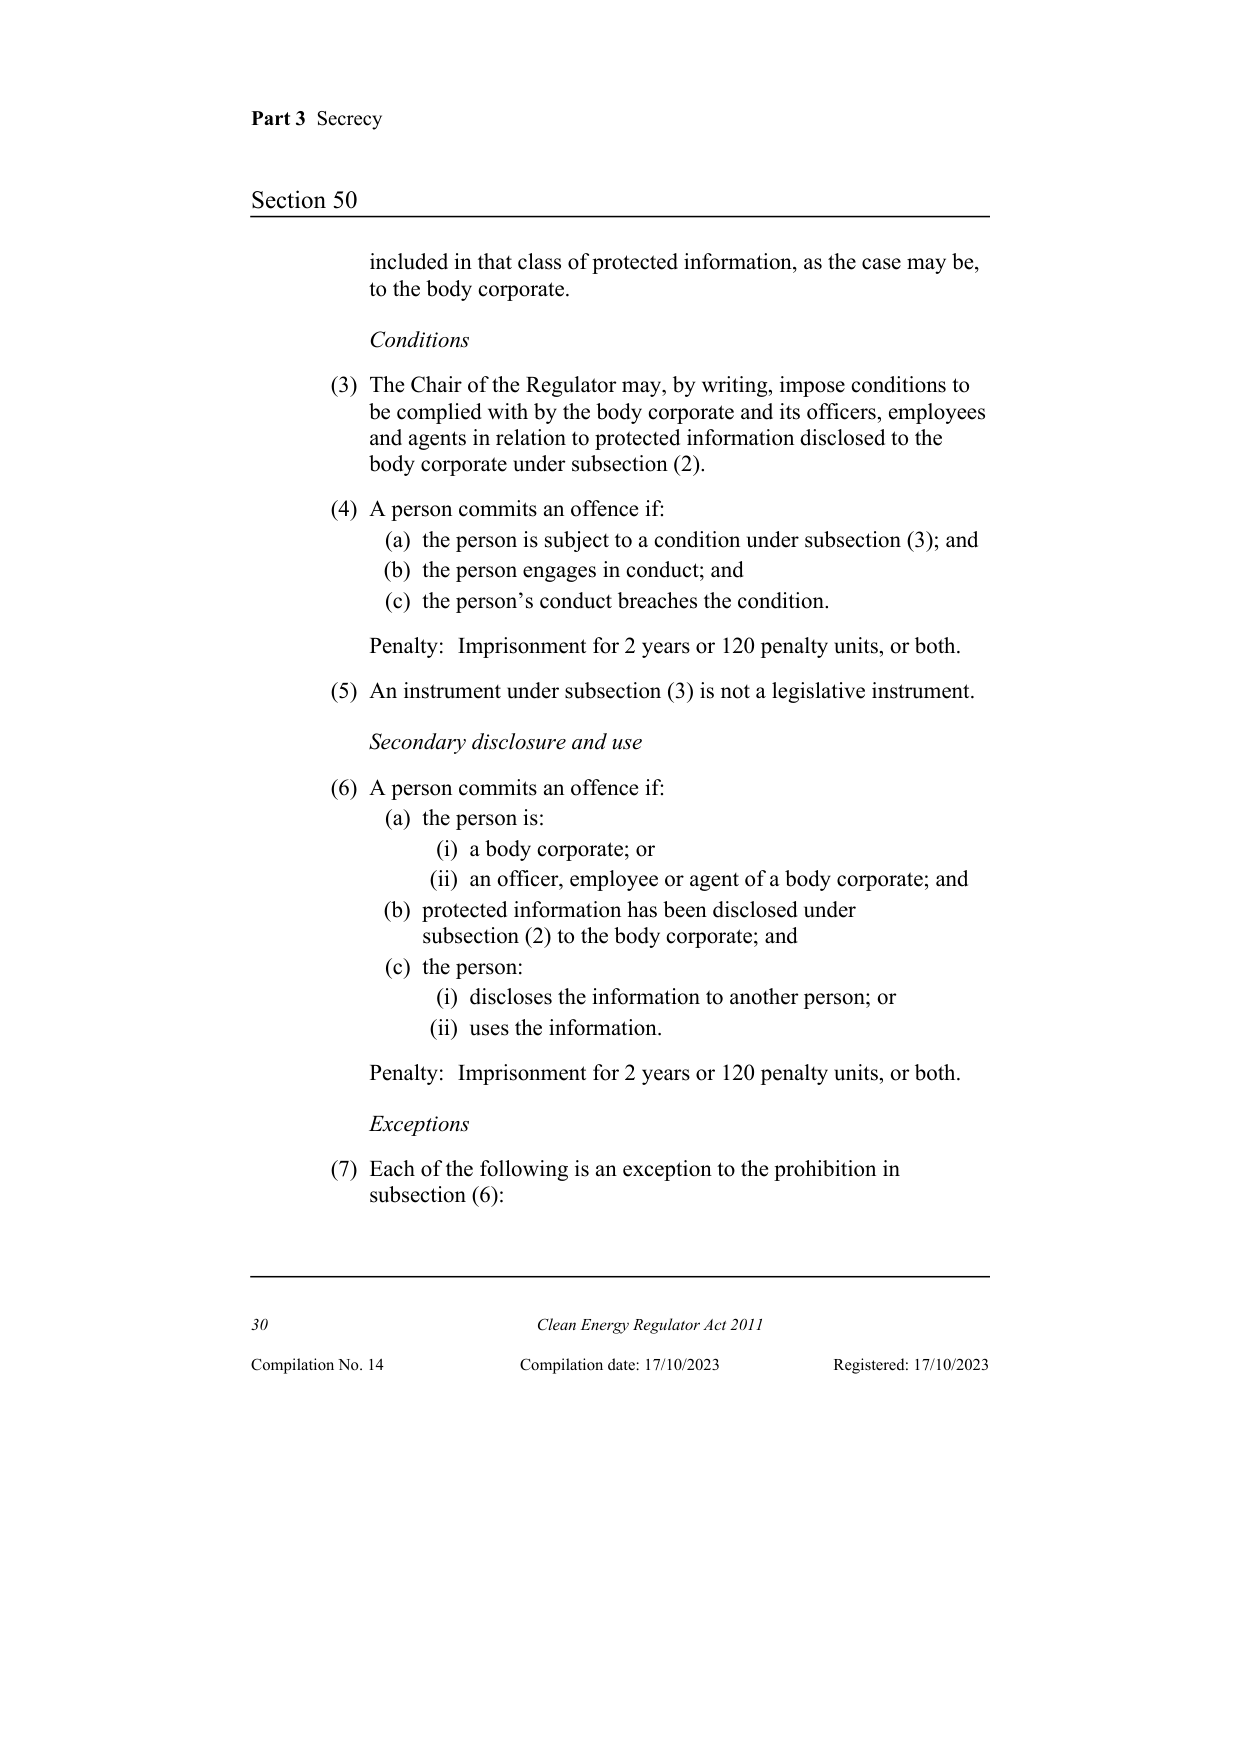 Part 3 Secrecy
Section 50
included in that class of protected information, as the case may be,
to the body corporate.
Conditions
(3) The Chair of the Regulator may, by writing, impose conditions to
be complied with by the body corporate and its officers, employees
and agents in relation to protected information disclosed to the
body corporate under subsection (2).
(4) A person commits an offence if:
(a) the person is subject to a condition under subsection (3); and
(b) the person engages in conduct; and
(c) the person’s conduct breaches the condition.
Penalty: Imprisonment for 2 years or 120 penalty units, or both.
(5) An instrument under subsection (3) is not a legislative instrument.
Secondary disclosure and use
(6) A person commits an offence if:
(a) the person is:
(i) a body corporate; or
(ii) an officer, employee or agent of a body corporate; and
(b) protected information has been disclosed under
subsection (2) to the body corporate; and
(c) the person:
(i) discloses the information to another person; or
(ii) uses the information.
Penalty: Imprisonment for 2 years or 120 penalty units, or both.
Exceptions
(7) Each of the following is an exception to the prohibition in
subsection (6):
30 Clean Energy Regulator Act 2011
Compilation No. 14 Compilation date: 17/10/2023 Registered: 17/10/2023